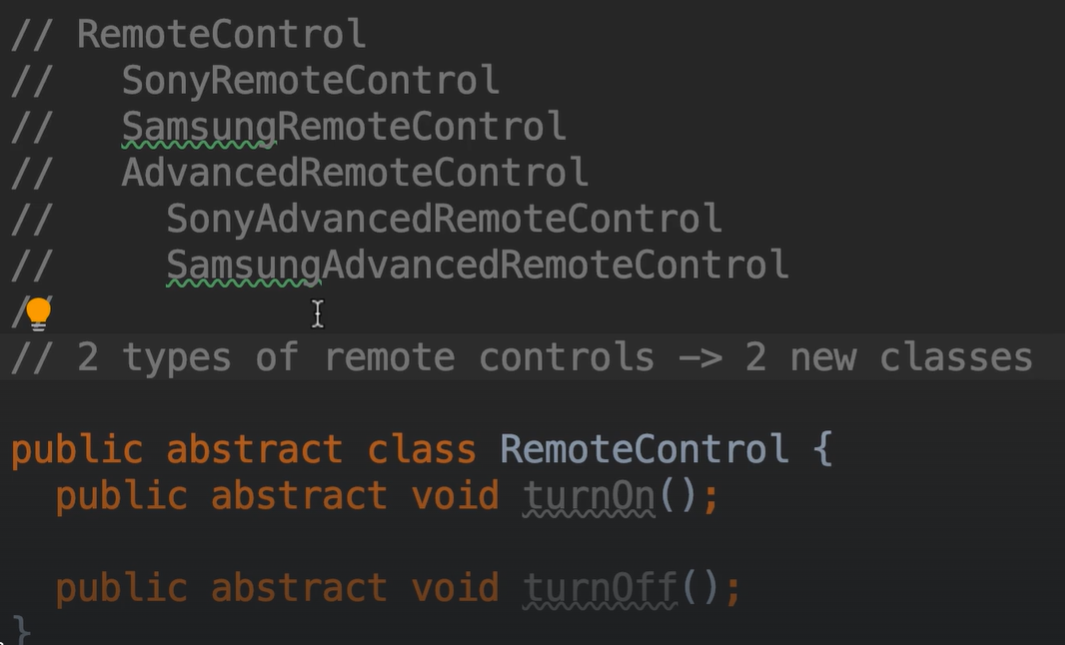 // RemoteControl
//   SonyRemoteControl
//   SamsungRemoteControl
//   AdvancedRemoteControl
//     SonyAdvancedRemoteControl
//     SamsungAdvancedRemoteControl
//
// 2 types of remote controls —> 2 new classes
public abstract class RemoteControl {
  public abstract void turnOn();
  public abstract void turnOff();
}